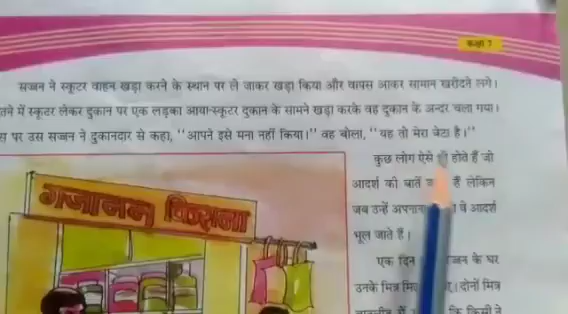 कक्षा 7
सज्जन ने स्कूटर वाहन खड़ा करने के स्थान पर ले जाकर खड़ा किया और वापस आकर सामान खरीदने लगे।
तने में स्कूटर लेकर दुकान पर एक लड़का आया-स्कूटर दुकान के सामने खड़ा करके वह दुकान के अन्दर चला गया।
स पर उस सज्जन ने दुकानदार से कहा, "आपने इसे मना नहीं किया।" वह बोला, "यह तो मेरा बेटा है।"
कुछ लोग ऐसे होते हैं जो
आदर्श की बातें हैं लेकिन
जब उन्हें वे आदर्श
भूल जाते हैं।
एक दिन के घर
उनके मित्र दोनों मित्र
कि किसी ने
गजानन किराना